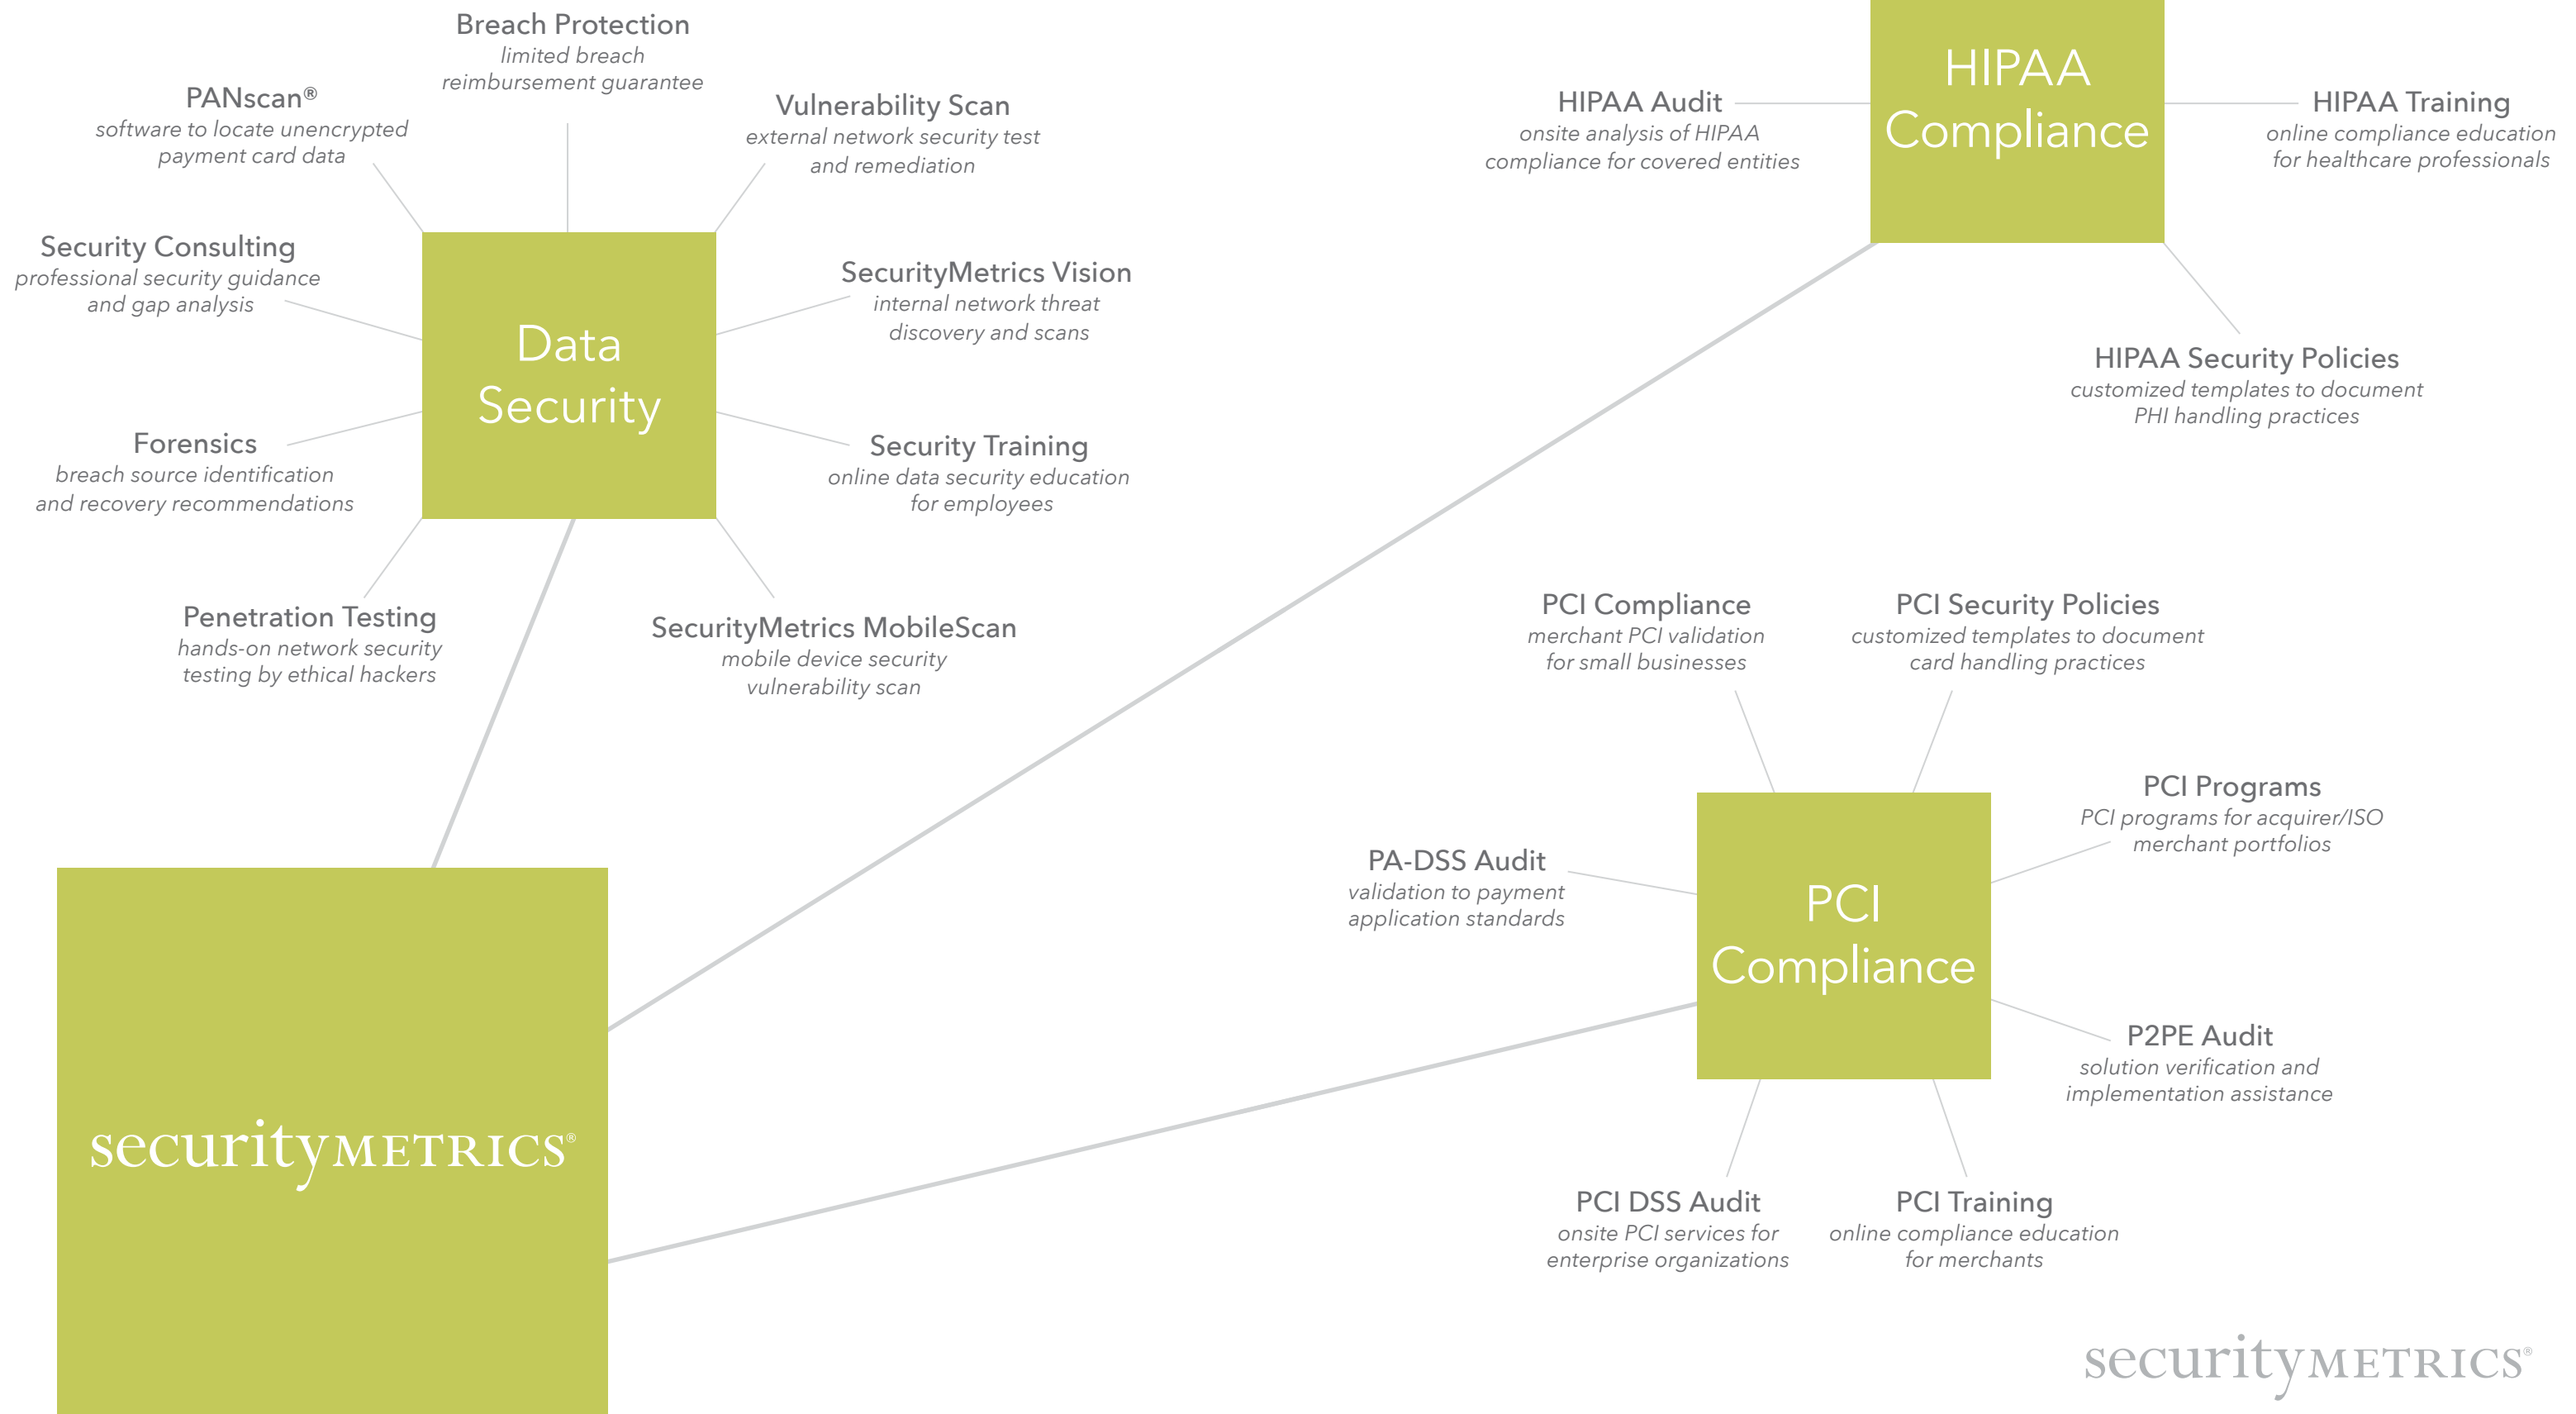 Breach Protection
limited breach
reimbursement guarantee
PANscan®
software to locate unencrypted
payment card data
Vulnerability Scan
external network security test
and remediation
Security Consulting
professional security guidance
and gap analysis
SecurityMetrics Vision
internal network threat
discovery and scans
Data
Security
Forensics
breach source identification
and recovery recommendations
Security Training
online data security education
for employees
Penetration Testing
hands-on network security
testing by ethical hackers
SecurityMetrics MobileScan
mobile device security
vulnerability scan
HIPAA
Compliance
HIPAA Audit
onsite analysis of HIPAA
compliance for covered entities
HIPAA Training
online compliance education
for healthcare professionals
HIPAA Security Policies
customized templates to document
PHI handling practices
PCI Compliance
merchant PCI validation
for small businesses
PCI Security Policies
customized templates to document
card handling practices
PCI Programs
PCI programs for acquirer/ISO
merchant portfolios
PA-DSS Audit
validation to payment
application standards
PCI
Compliance
P2PE Audit
solution verification and
implementation assistance
PCI DSS Audit
onsite PCI services for
enterprise organizations
PCI Training
online compliance education
for merchants
securityMETRICS®
securityMETRICS®